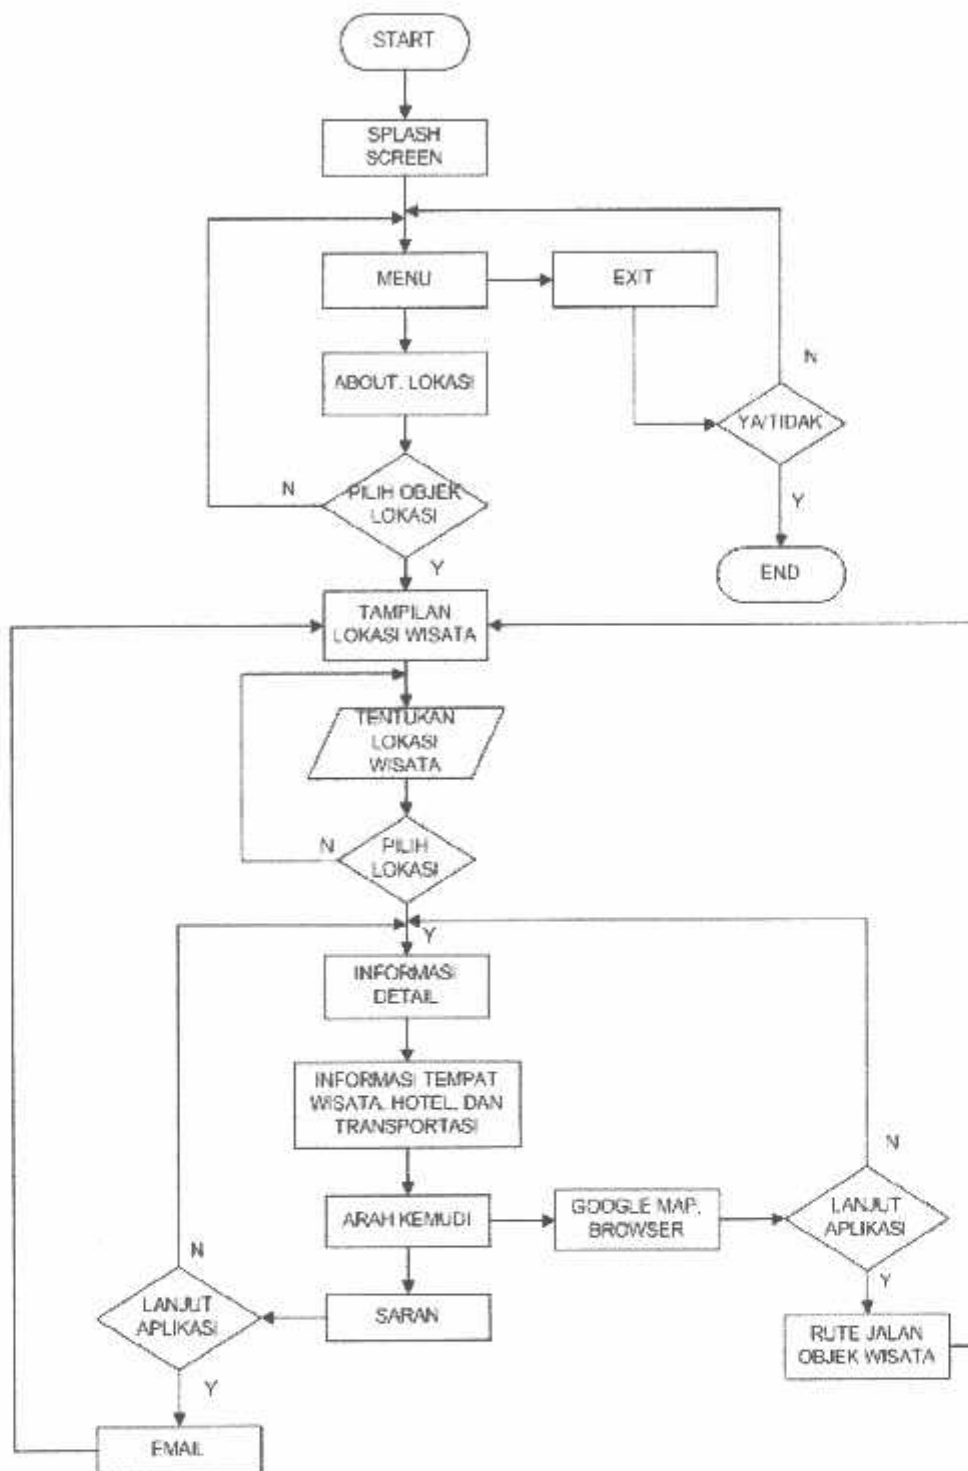 START
SPLASH
SCREEN
MENU
EXIT
ABOUT. LOKASI
N
YA/TIDAK
N
PILIH OBJEK
LOKASI
Y
Y
END
TAMPILAN
LOKASI WISATA
TENTUKAN
LOKASI
WISATA
N
PILIH
LOKASI
Y
INFORMASI
DETAIL
INFORMASI TEMPAT
WISATA. HOTEL. DAN
TRANSPORTASI
N
ARAH KEMUDI
GOOGLE MAP.
BROWSER
LANJUT
APLIKASI
N
Y
LANJUT
APLIKASI
SARAN
RUTE JALAN
OBJEK WISATA
Y
EMAIL